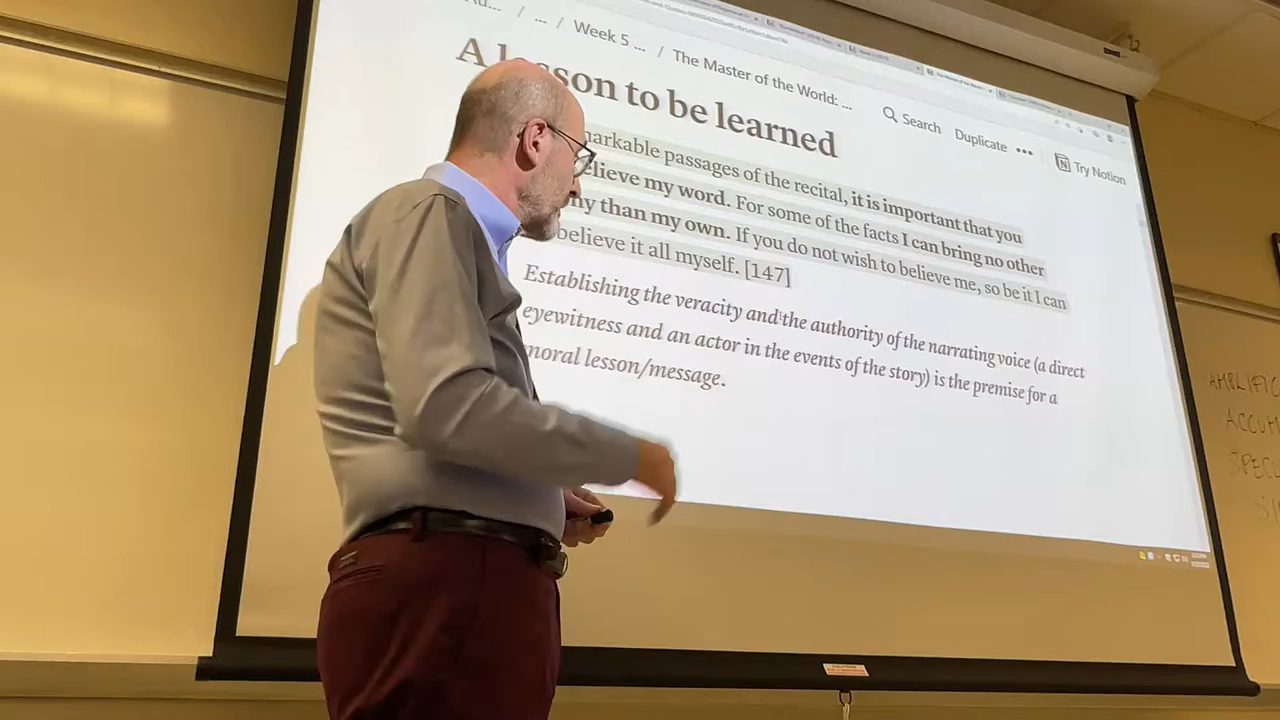 / ... / Week 5 ... / The Master of the World: ...
Search Duplicate ••• Try Notion
A lesson to be learned
markable passages of the recital, it is important that you
elieve my word. For some of the facts I can bring no other
ny than my own. If you do not wish to believe me, so be it I can
believe it all myself. [147]
Establishing the veracity and the authority of the narrating voice (a direct
eyewitness and an actor in the events of the story) is the premise for a
moral lesson/message.
AMPLIFIC
ACCUM
SPEC